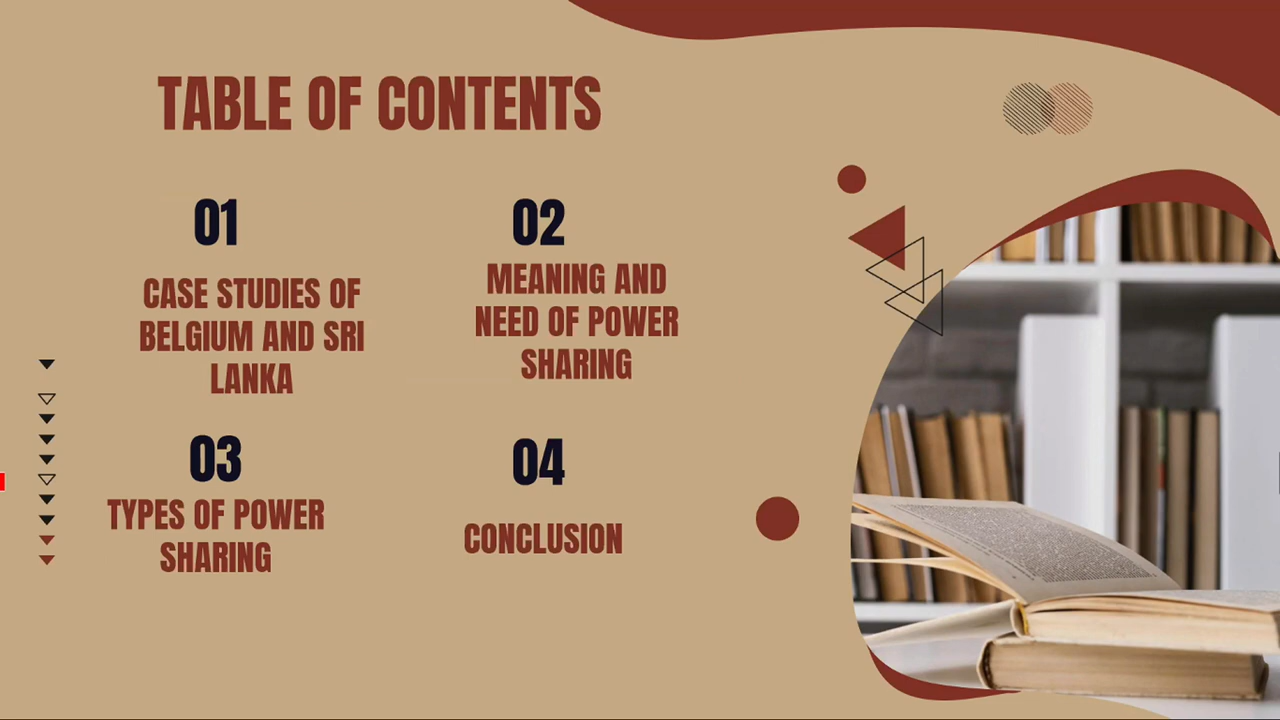 TABLE OF CONTENTS
01
CASE STUDIES OF
BELGIUM AND SRI
LANKA
02
MEANING AND
NEED OF POWER
SHARING
03
TYPES OF POWER
SHARING
04
CONCLUSION